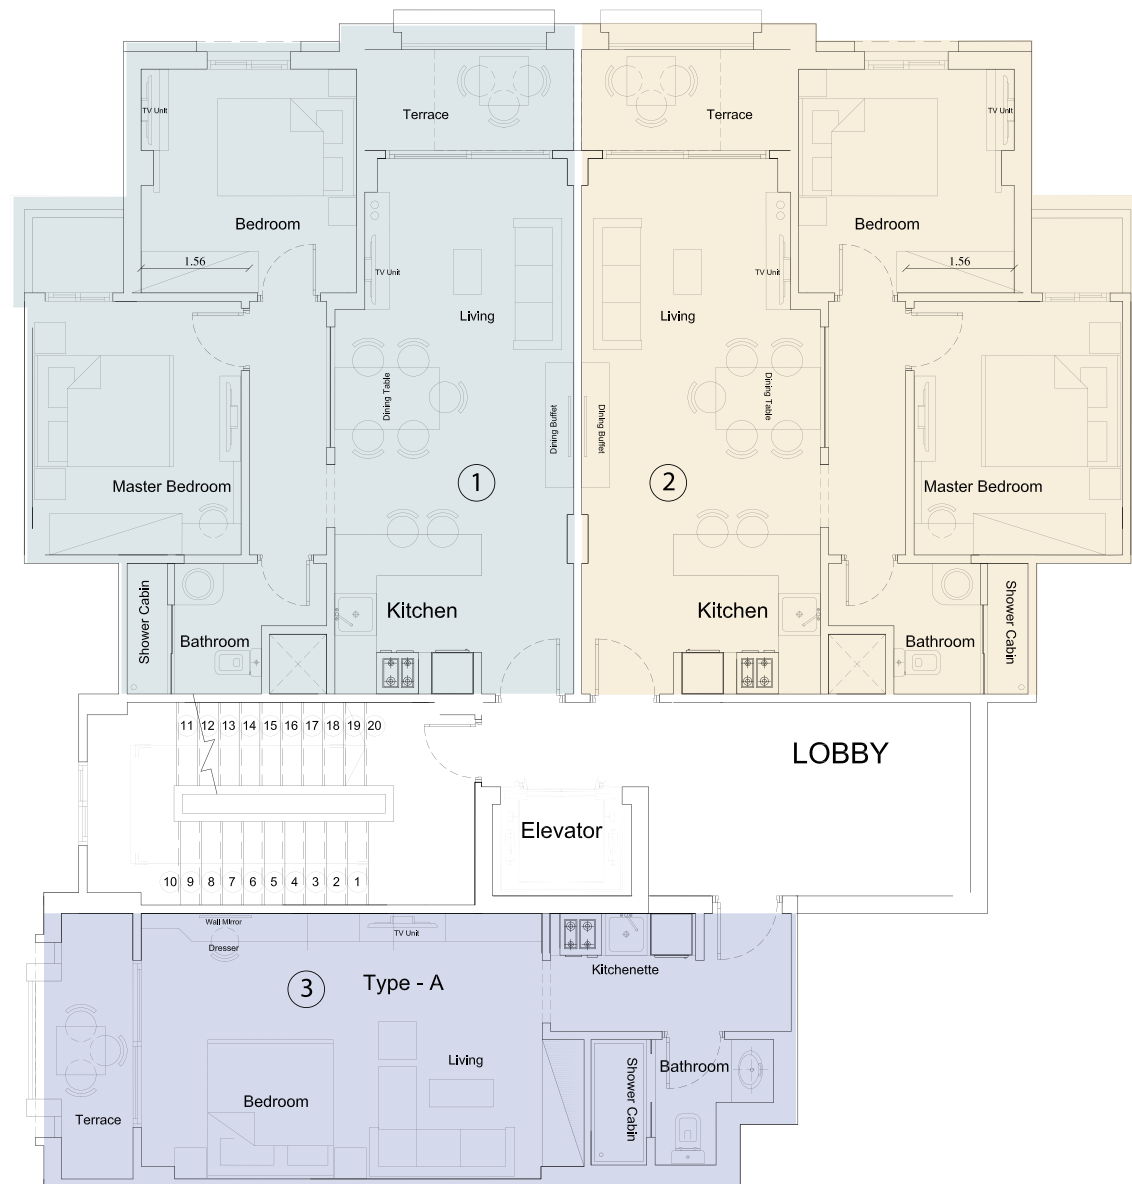 Terrace
Terrace
TV Unit
TV Unit
Bedroom
Bedroom
1.56
1.56
TV Unit
TV Unit
Living
Living
Dining Table
Dining Table
Dining Buffet
Dining Buffet
Master Bedroom
1
2
Master Bedroom
Shower Cabin
Bathroom
Kitchen
Kitchen
Bathroom
Shower Cabin
11 12 13 14 15 16 17 18 19 20
LOBBY
Elevator
10 9 8 7 6 5 4 3 2 1
Wall Mirror
Dresser
TV Unit
Kitchenette
3
Type - A
Living
Bathroom
Shower Cabin
Bedroom
Terrace